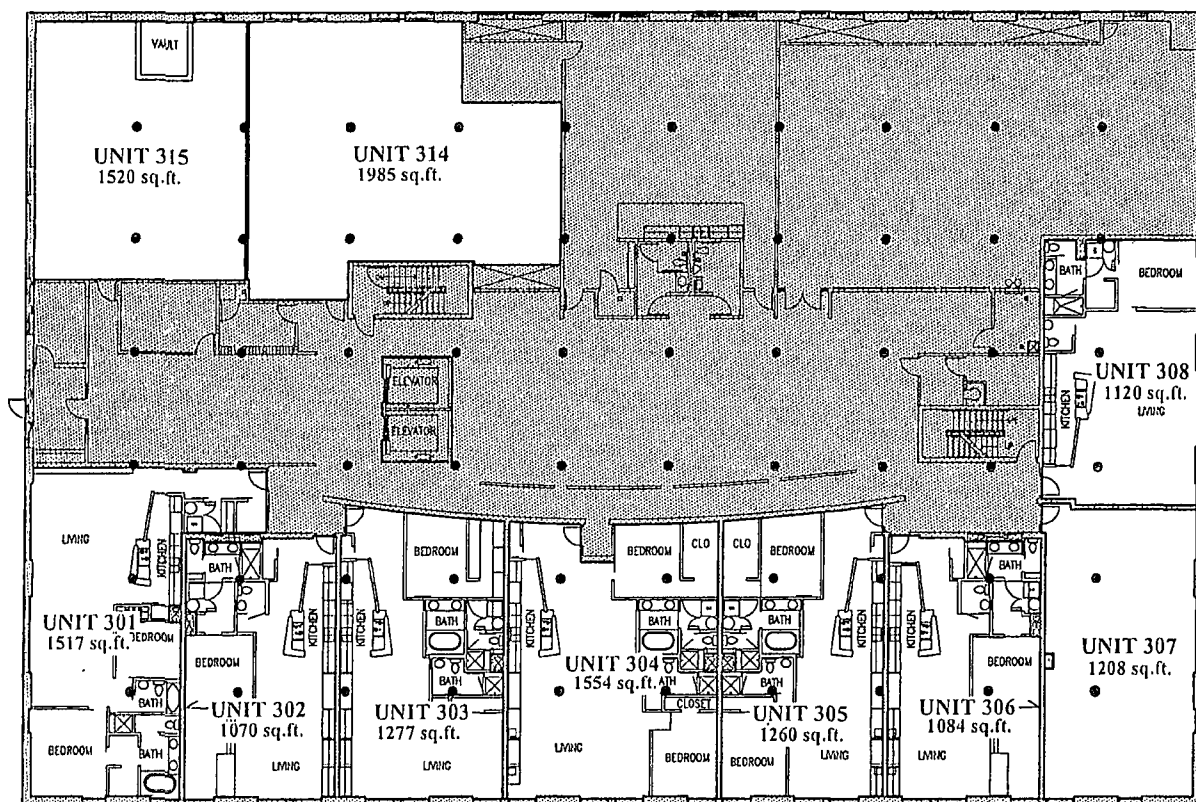 VAULT
UNIT 315
1520 sq.ft.
UNIT 314
1985 sq.ft.
BATH
BEDROOM
UNIT 308
1120 sq.ft.
LIVING
KITCHEN
ELEVATOR
ELEVATOR
LIVING
KITCHEN
UNIT 301
1517 sq.ft.
BEDROOM
BATH
BEDROOM
BATH
BATH
KITCHEN
BEDROOM
UNIT 302
1070 sq.ft.
LIVING
BEDROOM
KITCHEN
BATH
BATH
UNIT 303
1277 sq.ft.
LIVING
BEDROOM
CLO
BATH
UNIT 304
1554 sq.ft.
ATH
CLOSET
LIVING
BEDROOM
CLO
BEDROOM
BATH
BATH
KITCHEN
UNIT 305
1260 sq.ft.
BEDROOM
LIVING
BATH
KITCHEN
BEDROOM
UNIT 306
1084 sq.ft.
LIVING
UNIT 307
1208 sq.ft.